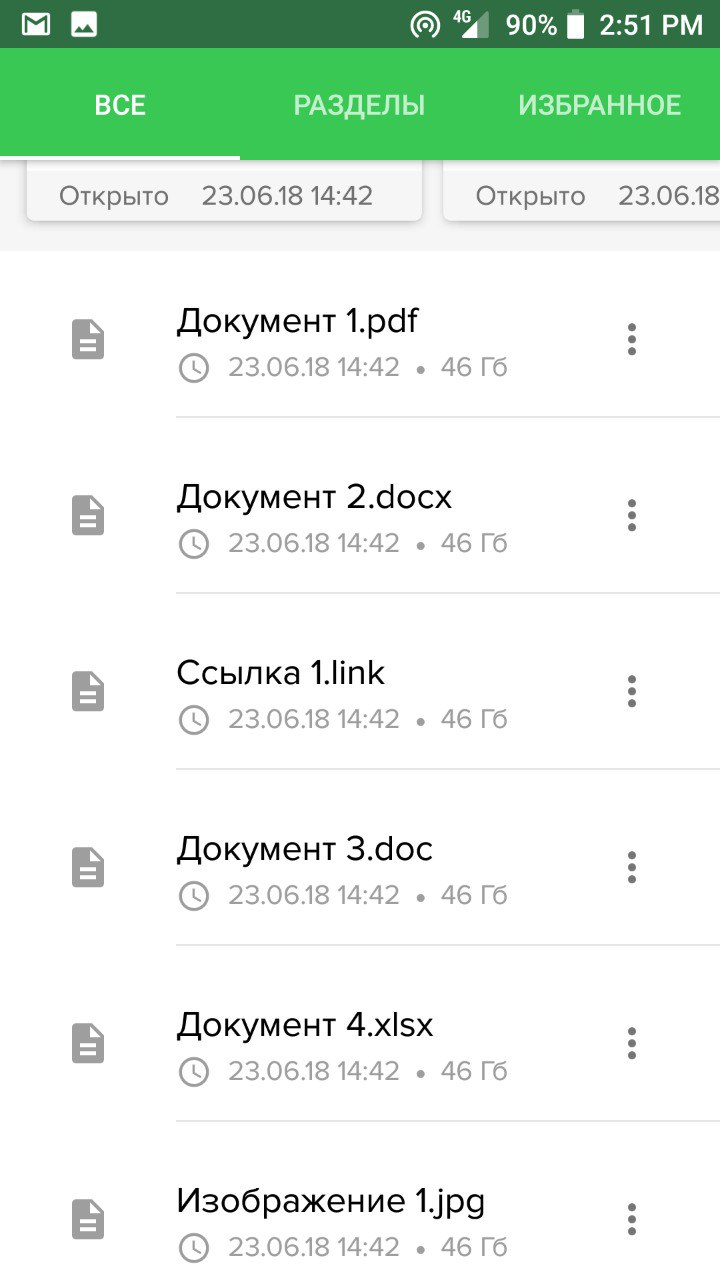 4G 90% 2:51 PM
ВСЕ РАЗДЕЛЫ ИЗБРАННОЕ
Открыто 23.06.18 14:42 Открыто 23.06.18
Документ 1.pdf
23.06.18 14:42 • 46 Гб
Документ 2.docx
23.06.18 14:42 • 46 Гб
Ссылка 1.link
23.06.18 14:42 • 46 Гб
Документ 3.doc
23.06.18 14:42 • 46 Гб
Документ 4.xlsx
23.06.18 14:42 • 46 Гб
Изображение 1.jpg
23.06.18 14:42 • 46 Гб